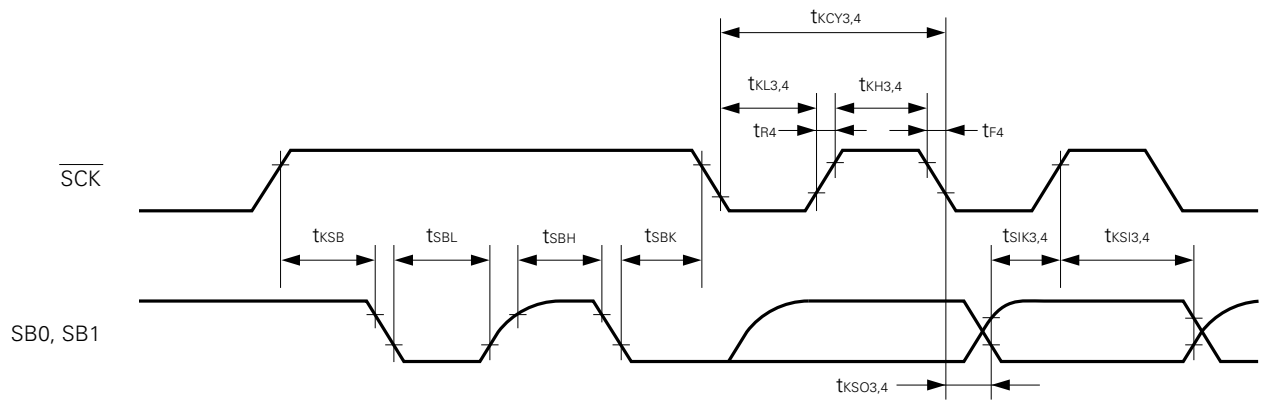 tKCY3,4
tKL3,4 tKH3,4
tR4 tF4
SCK
tKSB tSBL tSBH tSBK tSIK3,4 tKSI3,4
SB0, SB1
tKSO3,4